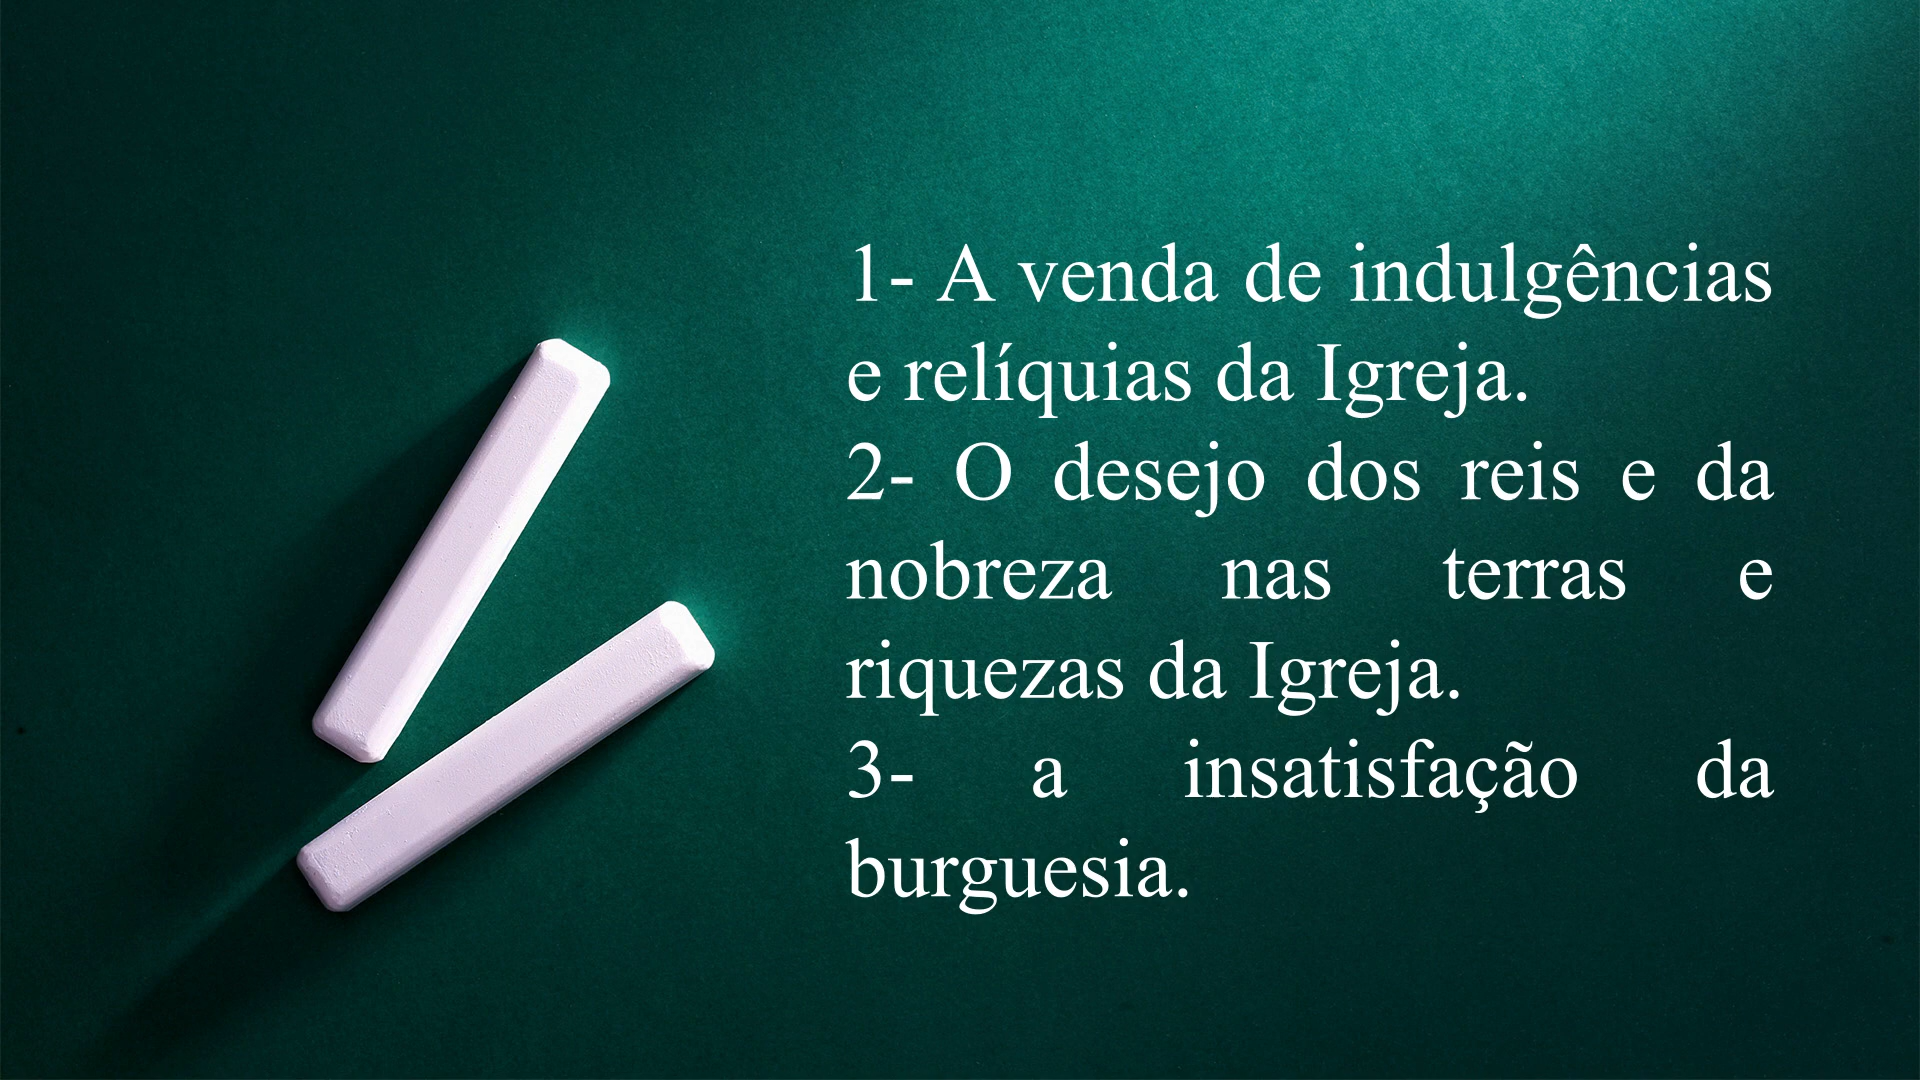 1- A venda de indulgências
e relíquias da Igreja.
2- O desejo dos reis e da
nobreza nas terras e
riquezas da Igreja.
3- a insatisfação da
burguesia.